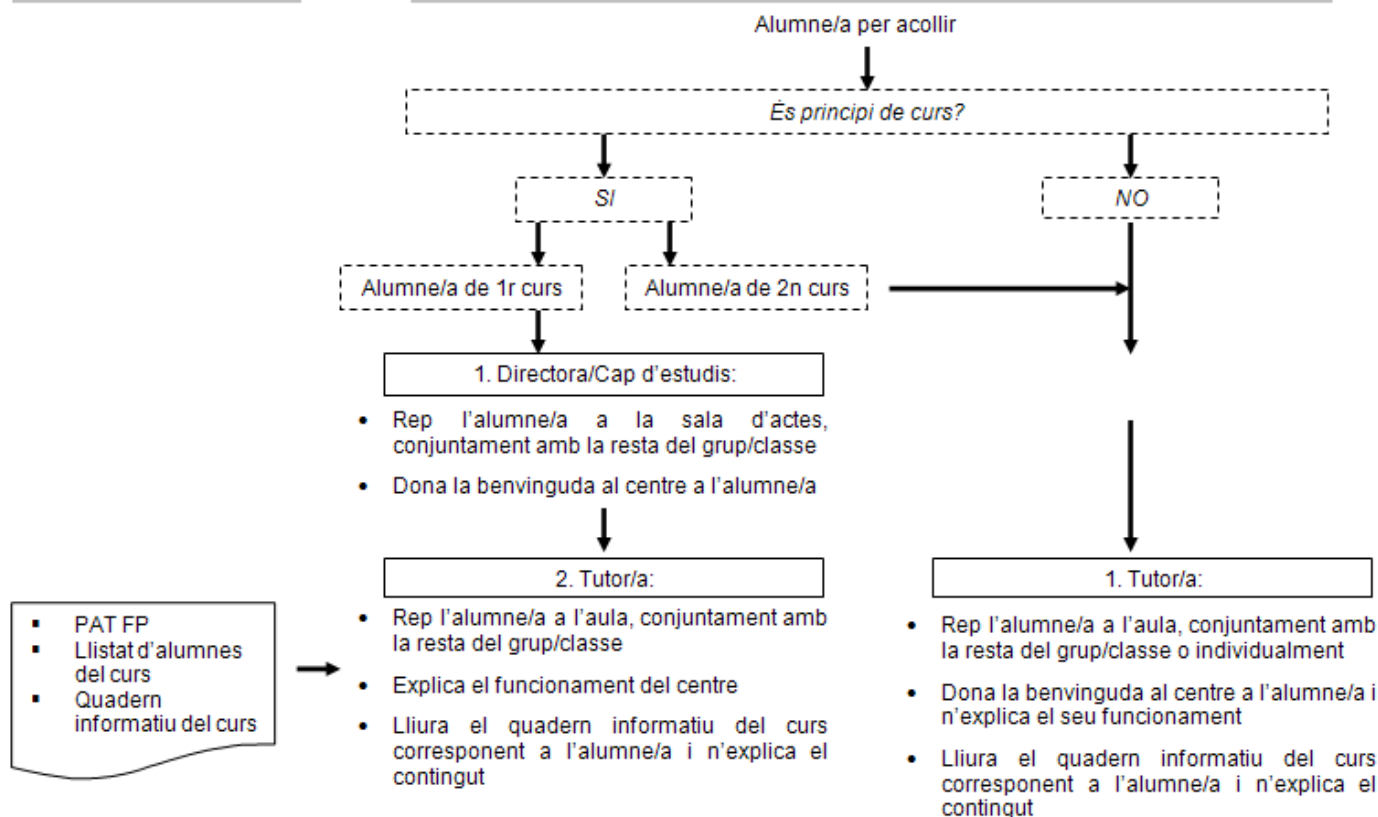 Alumne/a per acollir
És principi de curs?
SI
NO
Alumne/a de 1r curs
Alumne/a de 2n curs
1. Directora/Cap d'estudis:
• Rep l'alumne/a a la sala d'actes,
conjuntament amb la resta del grup/classe
• Dona la benvinguda al centre a l'alumne/a
▪ PAT FP
▪ Llistat d'alumnes
del curs
▪ Quadern
informatiu del curs
2. Tutor/a:
• Rep l'alumne/a a l'aula, conjuntament amb
la resta del grup/classe
• Explica el funcionament del centre
• Lliura el quadern informatiu del curs
corresponent a l'alumne/a i n'explica el
contingut
1. Tutor/a:
• Rep l'alumne/a a l'aula, conjuntament amb
la resta del grup/classe o individualment
• Dona la benvinguda al centre a l'alumne/a i
n'explica el seu funcionament
• Lliura el quadern informatiu del curs
corresponent a l'alumne/a i n'explica el
contingut